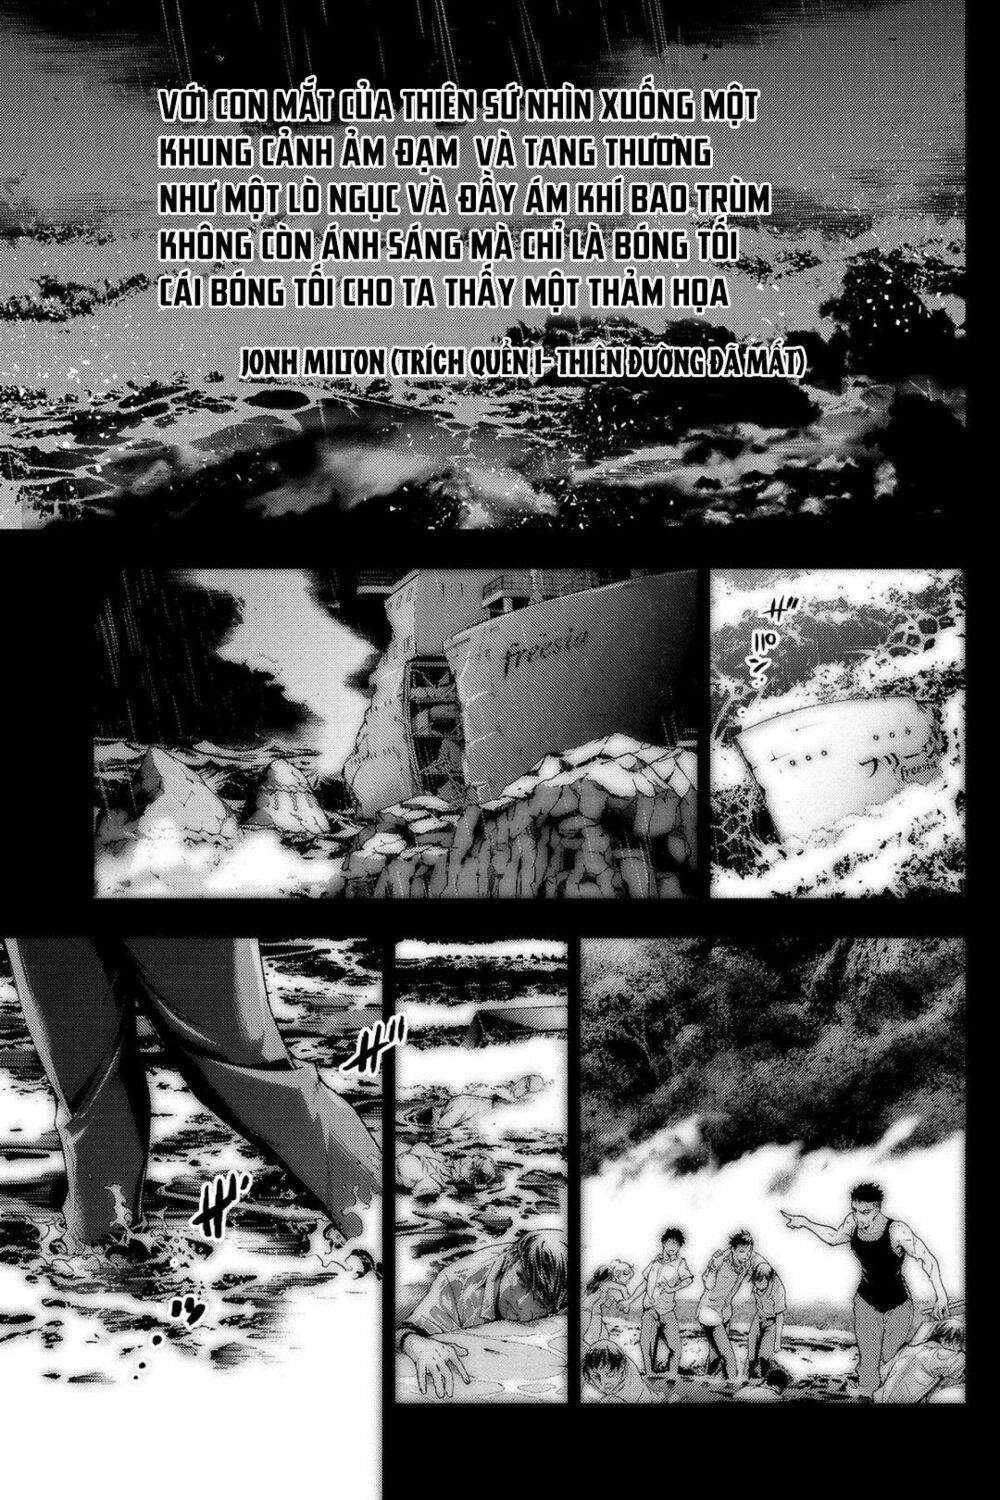 VỚI CON MẮT CỦA THIÊN SỨ NHÌN XUỐNG MỘT
KHUNG CẢNH ẢM ĐẠM VÀ TANG THƯƠNG
NHƯ MỘT LÒ NGỤC VÀ ĐẦY ÁM KHÍ BAO TRÙM
KHÔNG CÒN ÁNH SÁNG MÀ CHỈ LÀ BÓNG TỐI
CÁI BÓNG TỐI CHO TA THẤY MỘT THẢM HỌA
JONH MILTON (TRÍCH QUỂN I- THIÊN ĐƯỜNG ĐÃ MẤT)
freesia
フリージ
freesia